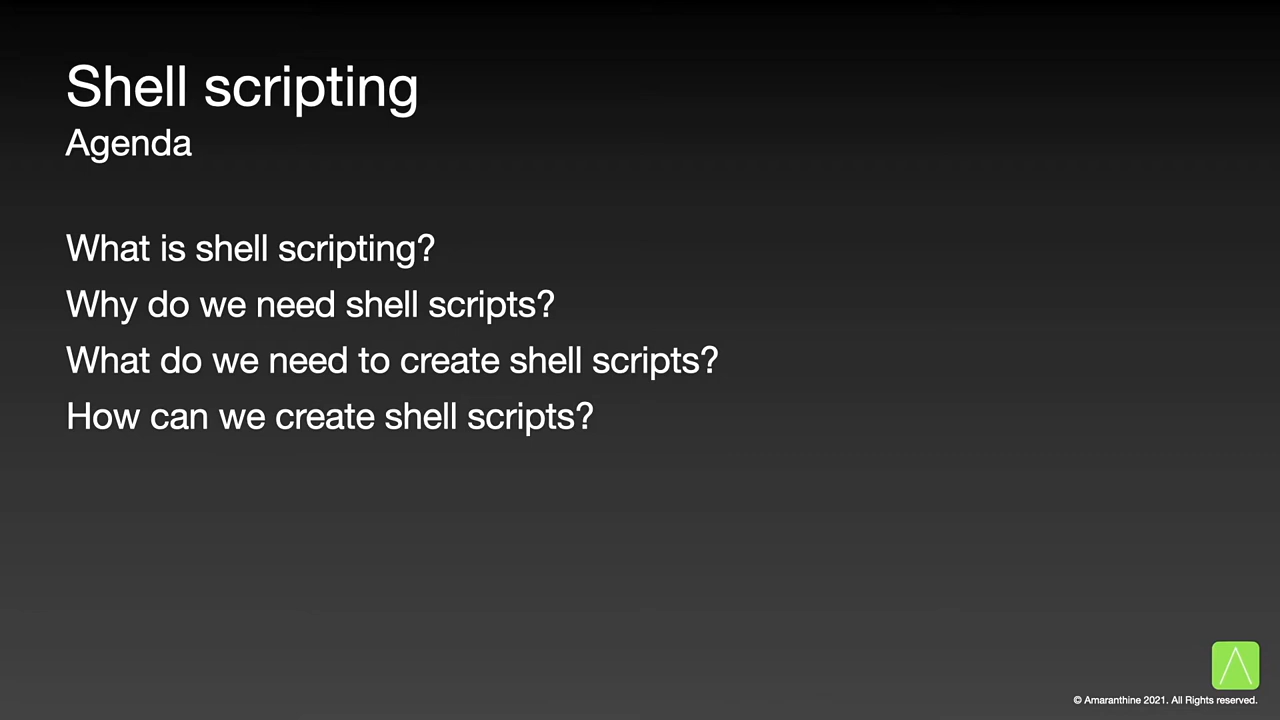 Shell scripting
Agenda
What is shell scripting?
Why do we need shell scripts?
What do we need to create shell scripts?
How can we create shell scripts?
© Amaranthine 2021. All Rights reserved.